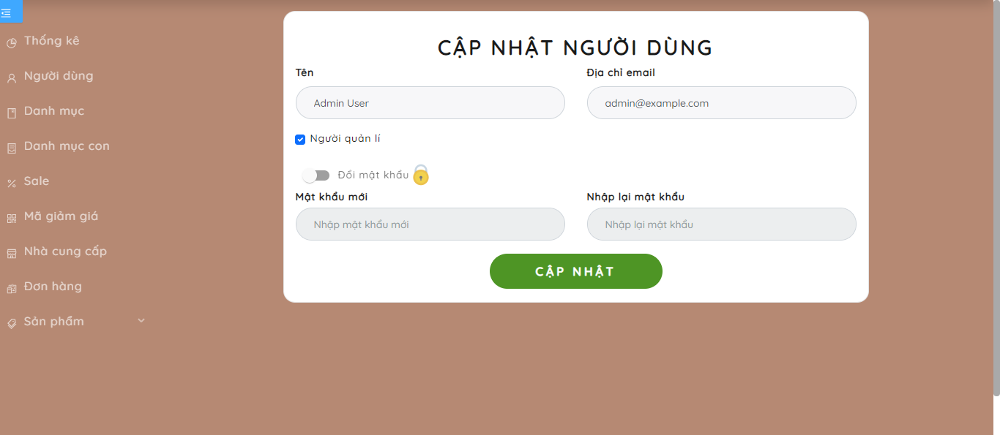 Thống kê
Người dùng
Danh mục
Danh mục con
Sale
Mã giảm giá
Nhà cung cấp
Đơn hàng
Sản phẩm
CẬP NHẬT NGƯỜI DÙNG
Tên
Địa chỉ email
Admin User
admin@example.com
Người quản lí
Đổi mật khẩu
Mật khẩu mới
Nhập lại mật khẩu
Nhập mật khẩu mới
Nhập lại mật khẩu
CẬP NHẬT